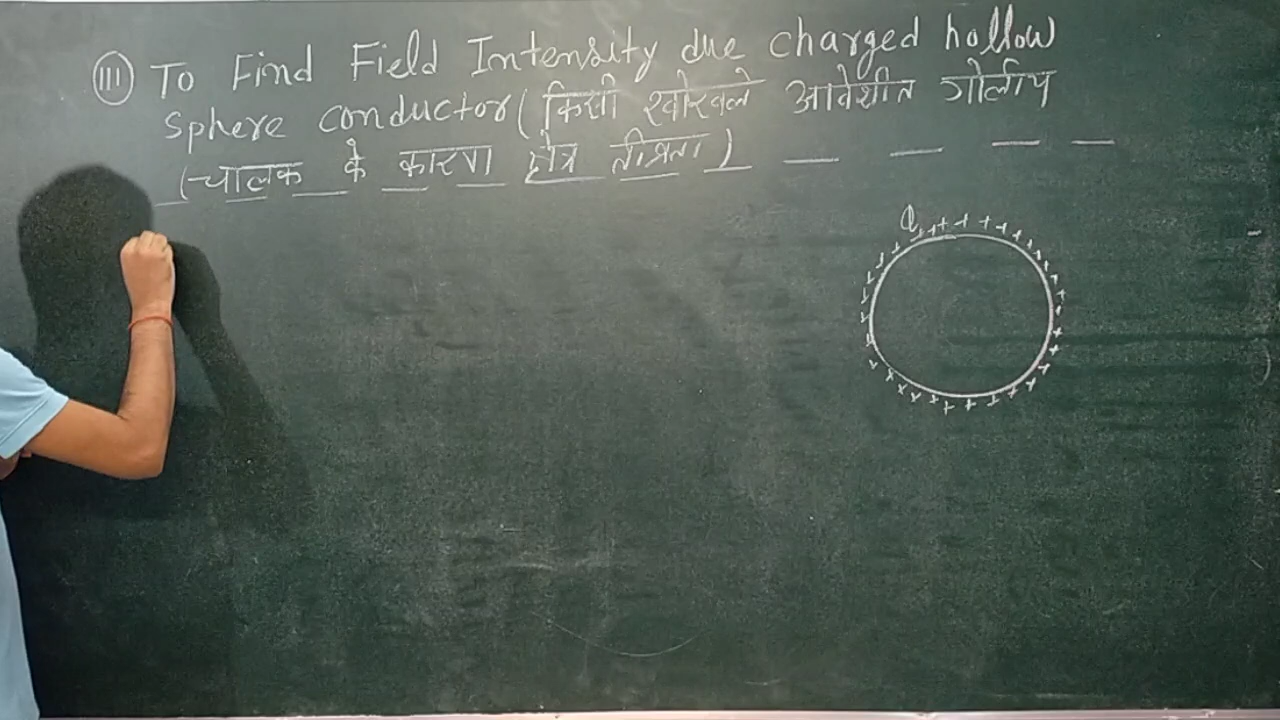 (III) To Find Field Intensity due charged hollow
Sphere conductor (किसी खोखले आवेशीत गोलीय
(चालक के कारण क्षेत्र तीव्रता)
Q